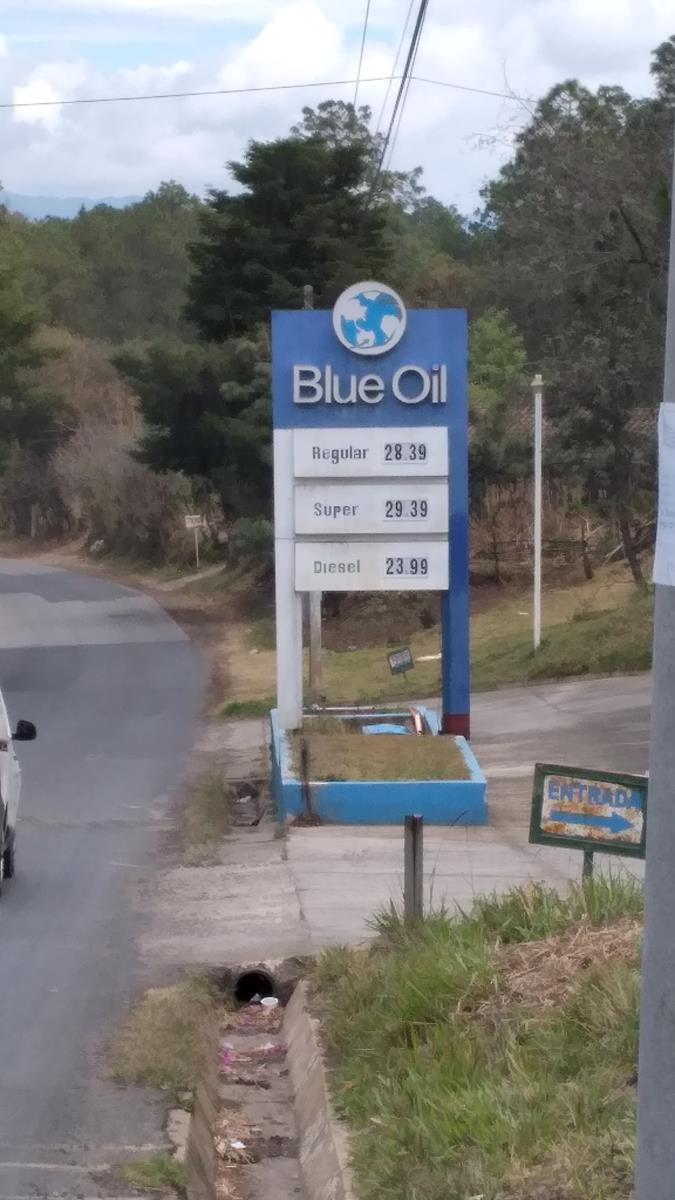 Blue Oil
Regular 28.39
Super 29.39
Diesel 23.99
ENTRADA